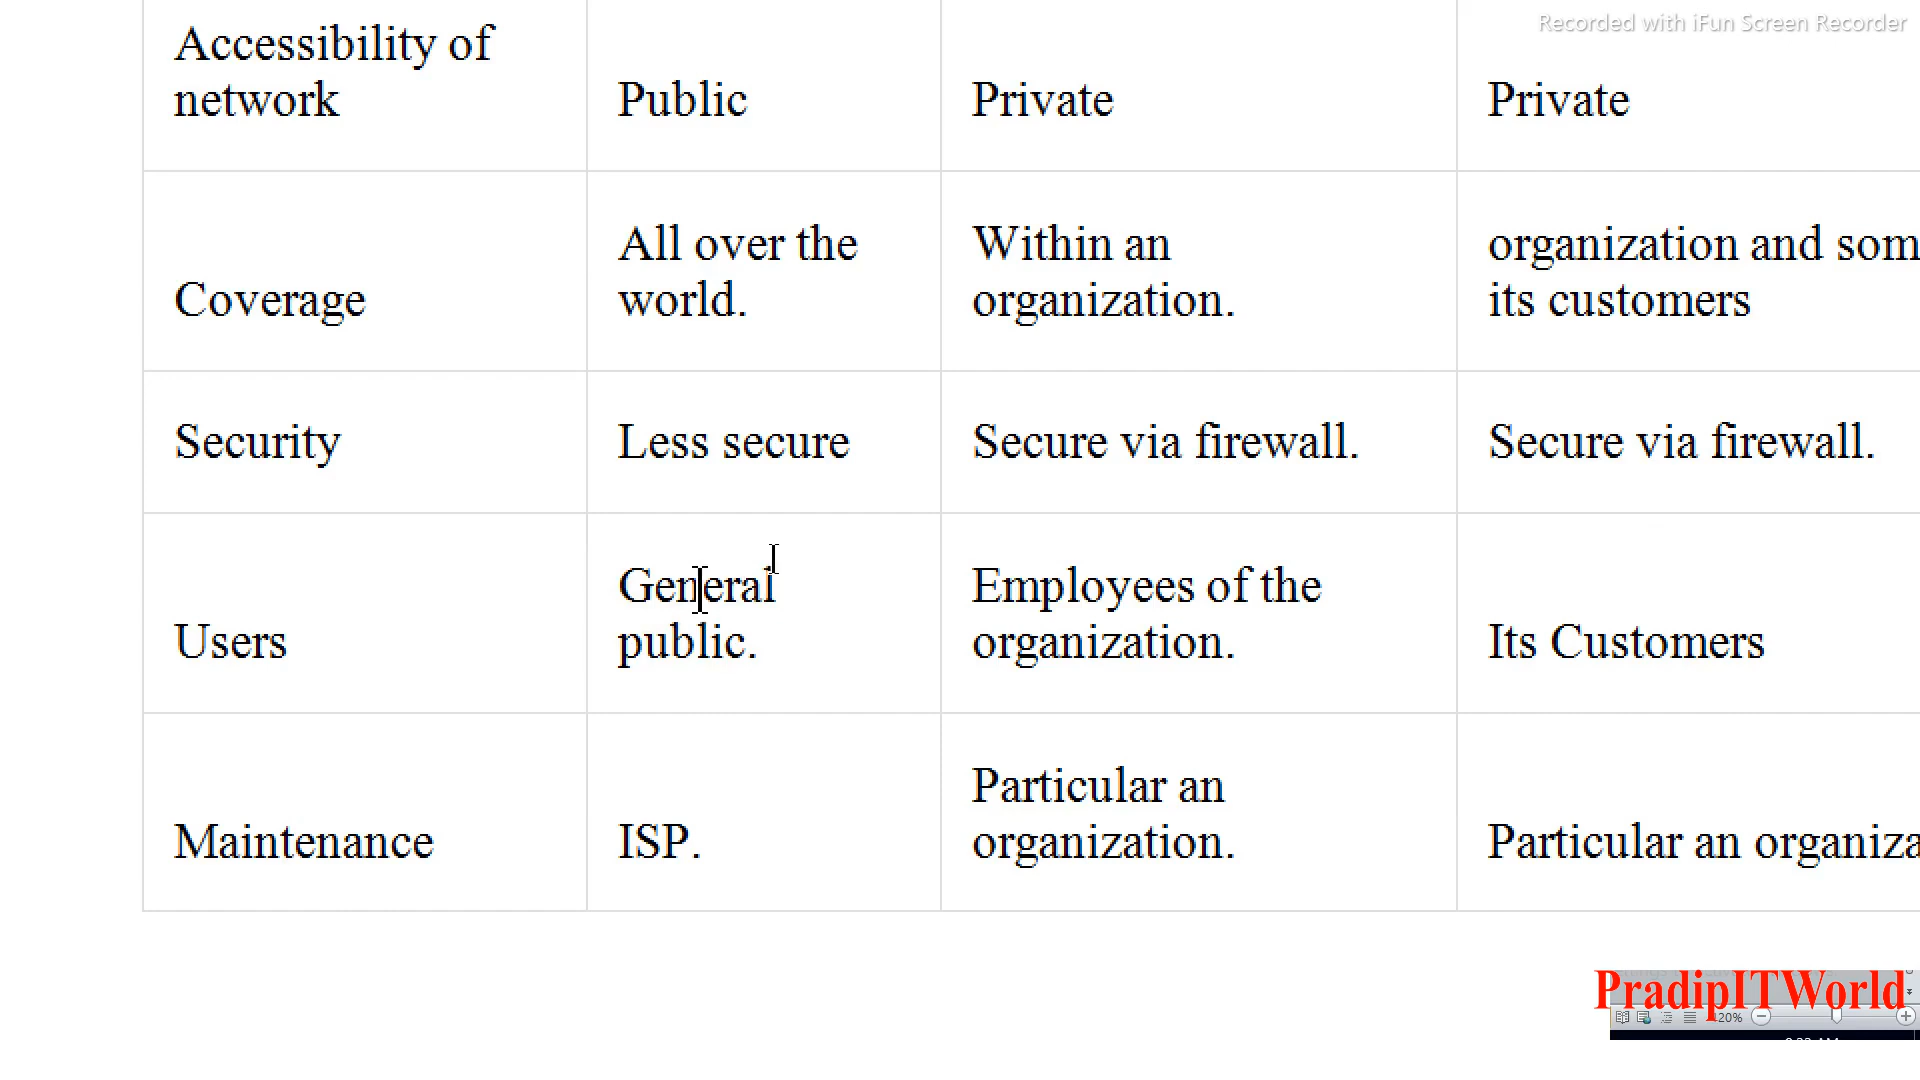 Recorded with iFun Screen Recorder
Accessibility of
network
Public
Private
Private
Coverage
All over the
world.
Within an
organization.
organization and som
its customers
Security
Less secure
Secure via firewall.
Secure via firewall.
Users
General
public.
Employees of the
organization.
Its Customers
Maintenance
ISP.
Particular an
organization.
Particular an organiza
PradipITWorld